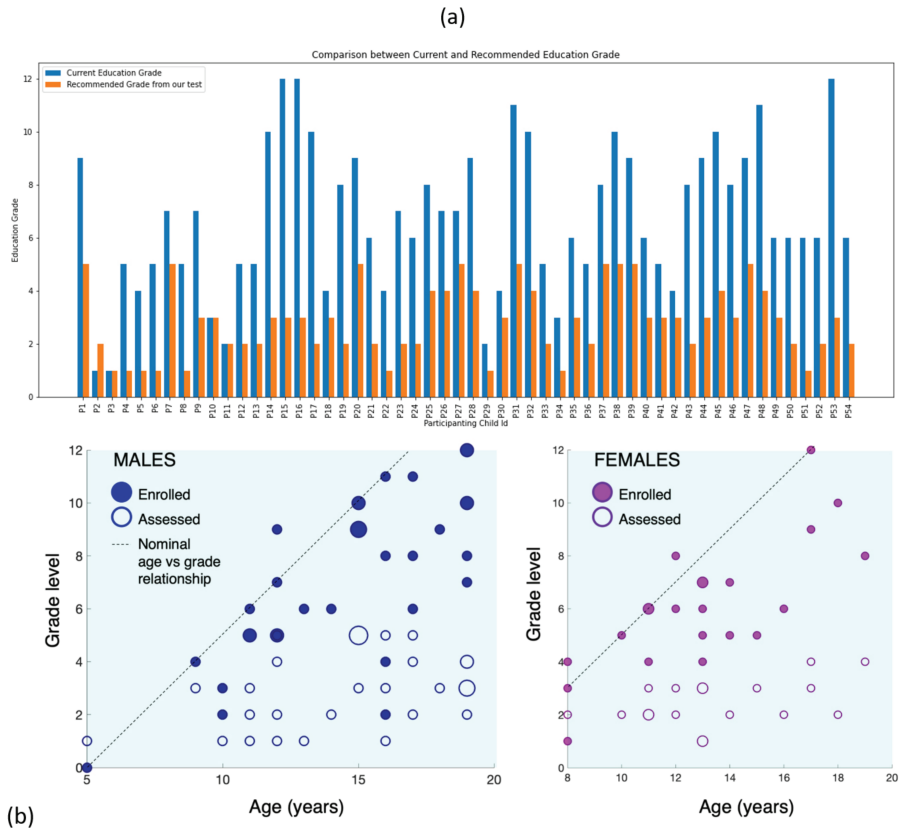 (a)
Comparison between Current and Recommended Education Grade
Current Education Grade
Recommended Grade from our test
Education Grade
12
10
8
6
4
2
0
P1 P2 P3 P4 P5 P6 P7 P8 P9 P10 P11 P12 P13 P14 P15 P16 P17 P18 P19 P20 P21 P22 P23 P24 P25 P26 P27 P28 P29 P30 P31 P32 P33 P34 P35 P36 P37 P38 P39 P40 P41 P42 P43 P44 P45 P46 P47 P48 P49 P50 P51 P52 P53 P54
Participanting Child Id
MALES
Enrolled
Assessed
Nominal
age vs grade
relationship
Grade level
12
10
8
6
4
2
0
5 10 15 20
Age (years)
FEMALES
Enrolled
Assessed
Grade level
12
10
8
6
4
2
0
8 10 12 14 16 18 20
Age (years)
(b)